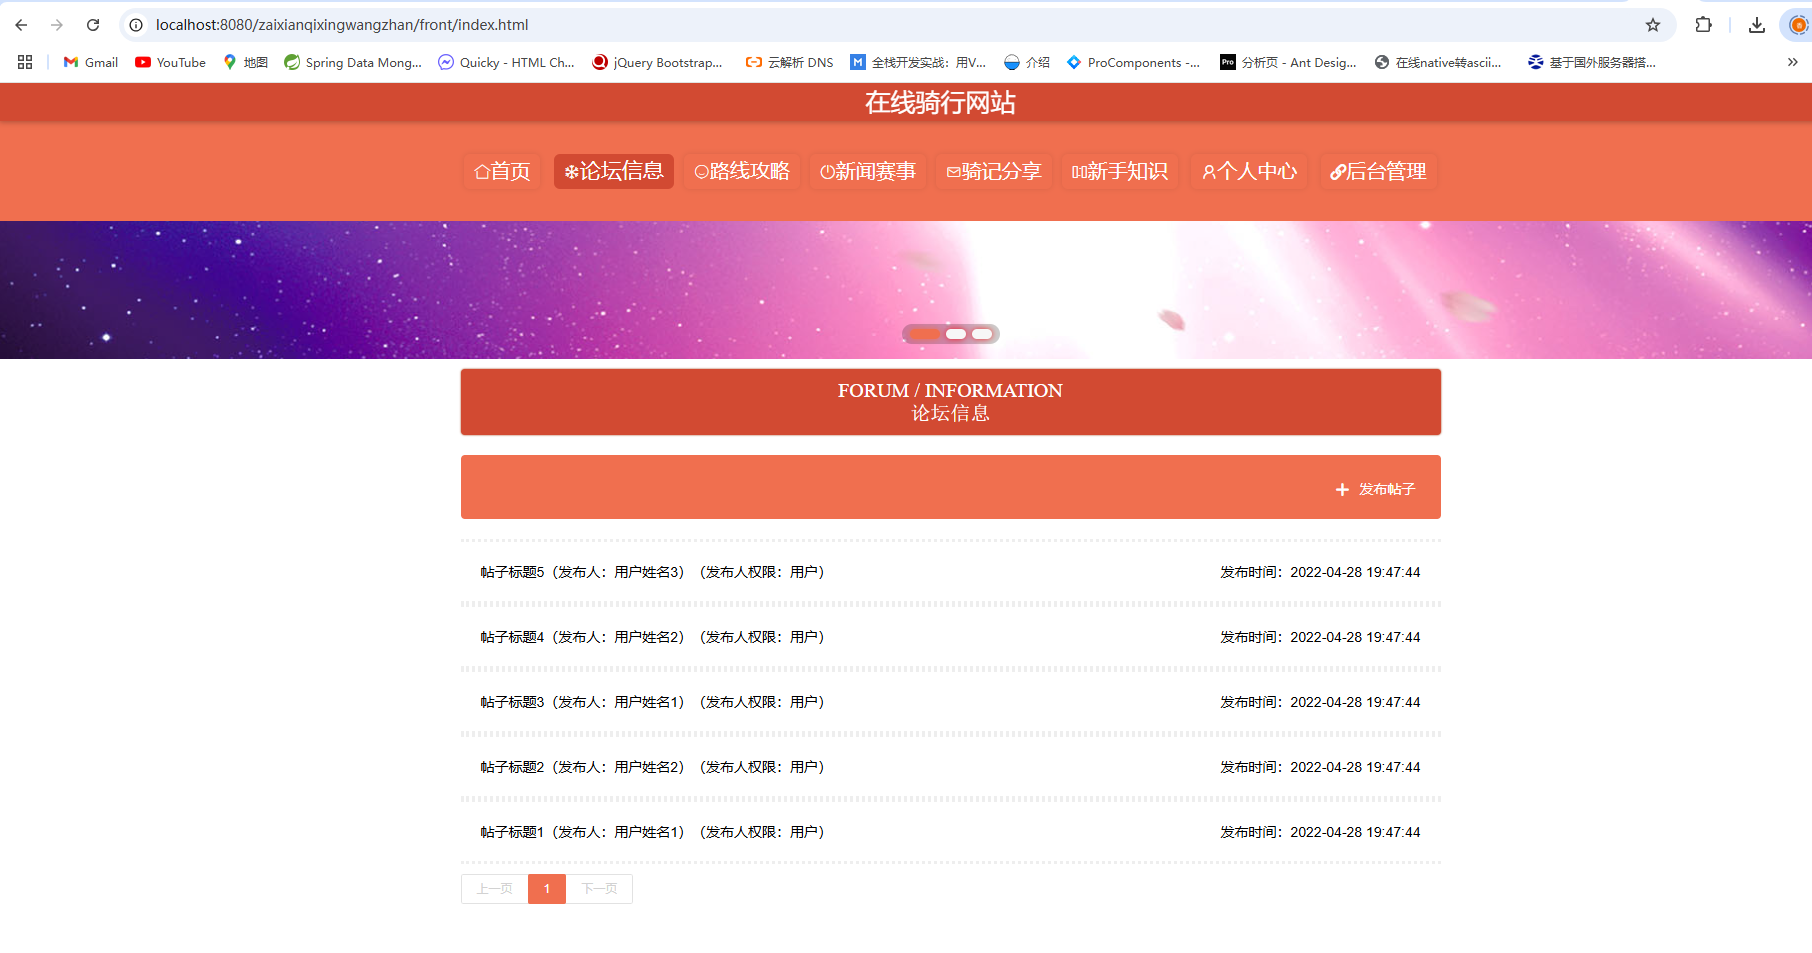 localhost:8080/zaixianqixingwangzhan/front/index.html
Gmail YouTube 地图 Spring Data Mong... Quicky - HTML Ch... jQuery Bootstrap... 云解析 DNS 全栈开发实战：用V... 介绍 ProComponents -... Pro 分析页 - Ant Desig... 在线native转ascii... 基于国外服务器搭...
在线骑行网站
首页 论坛信息 路线攻略 新闻赛事 骑记分享 新手知识 个人中心 后台管理
FORUM / INFORMATION
论坛信息
发布帖子
帖子标题5（发布人：用户姓名3）（发布人权限：用户） 发布时间：2022-04-28 19:47:44
帖子标题4（发布人：用户姓名2）（发布人权限：用户） 发布时间：2022-04-28 19:47:44
帖子标题3（发布人：用户姓名1）（发布人权限：用户） 发布时间：2022-04-28 19:47:44
帖子标题2（发布人：用户姓名2）（发布人权限：用户） 发布时间：2022-04-28 19:47:44
帖子标题1（发布人：用户姓名1）（发布人权限：用户） 发布时间：2022-04-28 19:47:44
上一页 1 下一页